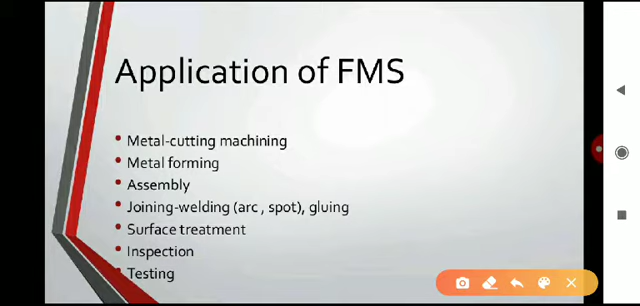 Application of FMS
• Metal-cutting machining
• Metal forming
• Assembly
• Joining-welding (arc , spot), gluing
• Surface treatment
• Inspection
• Testing